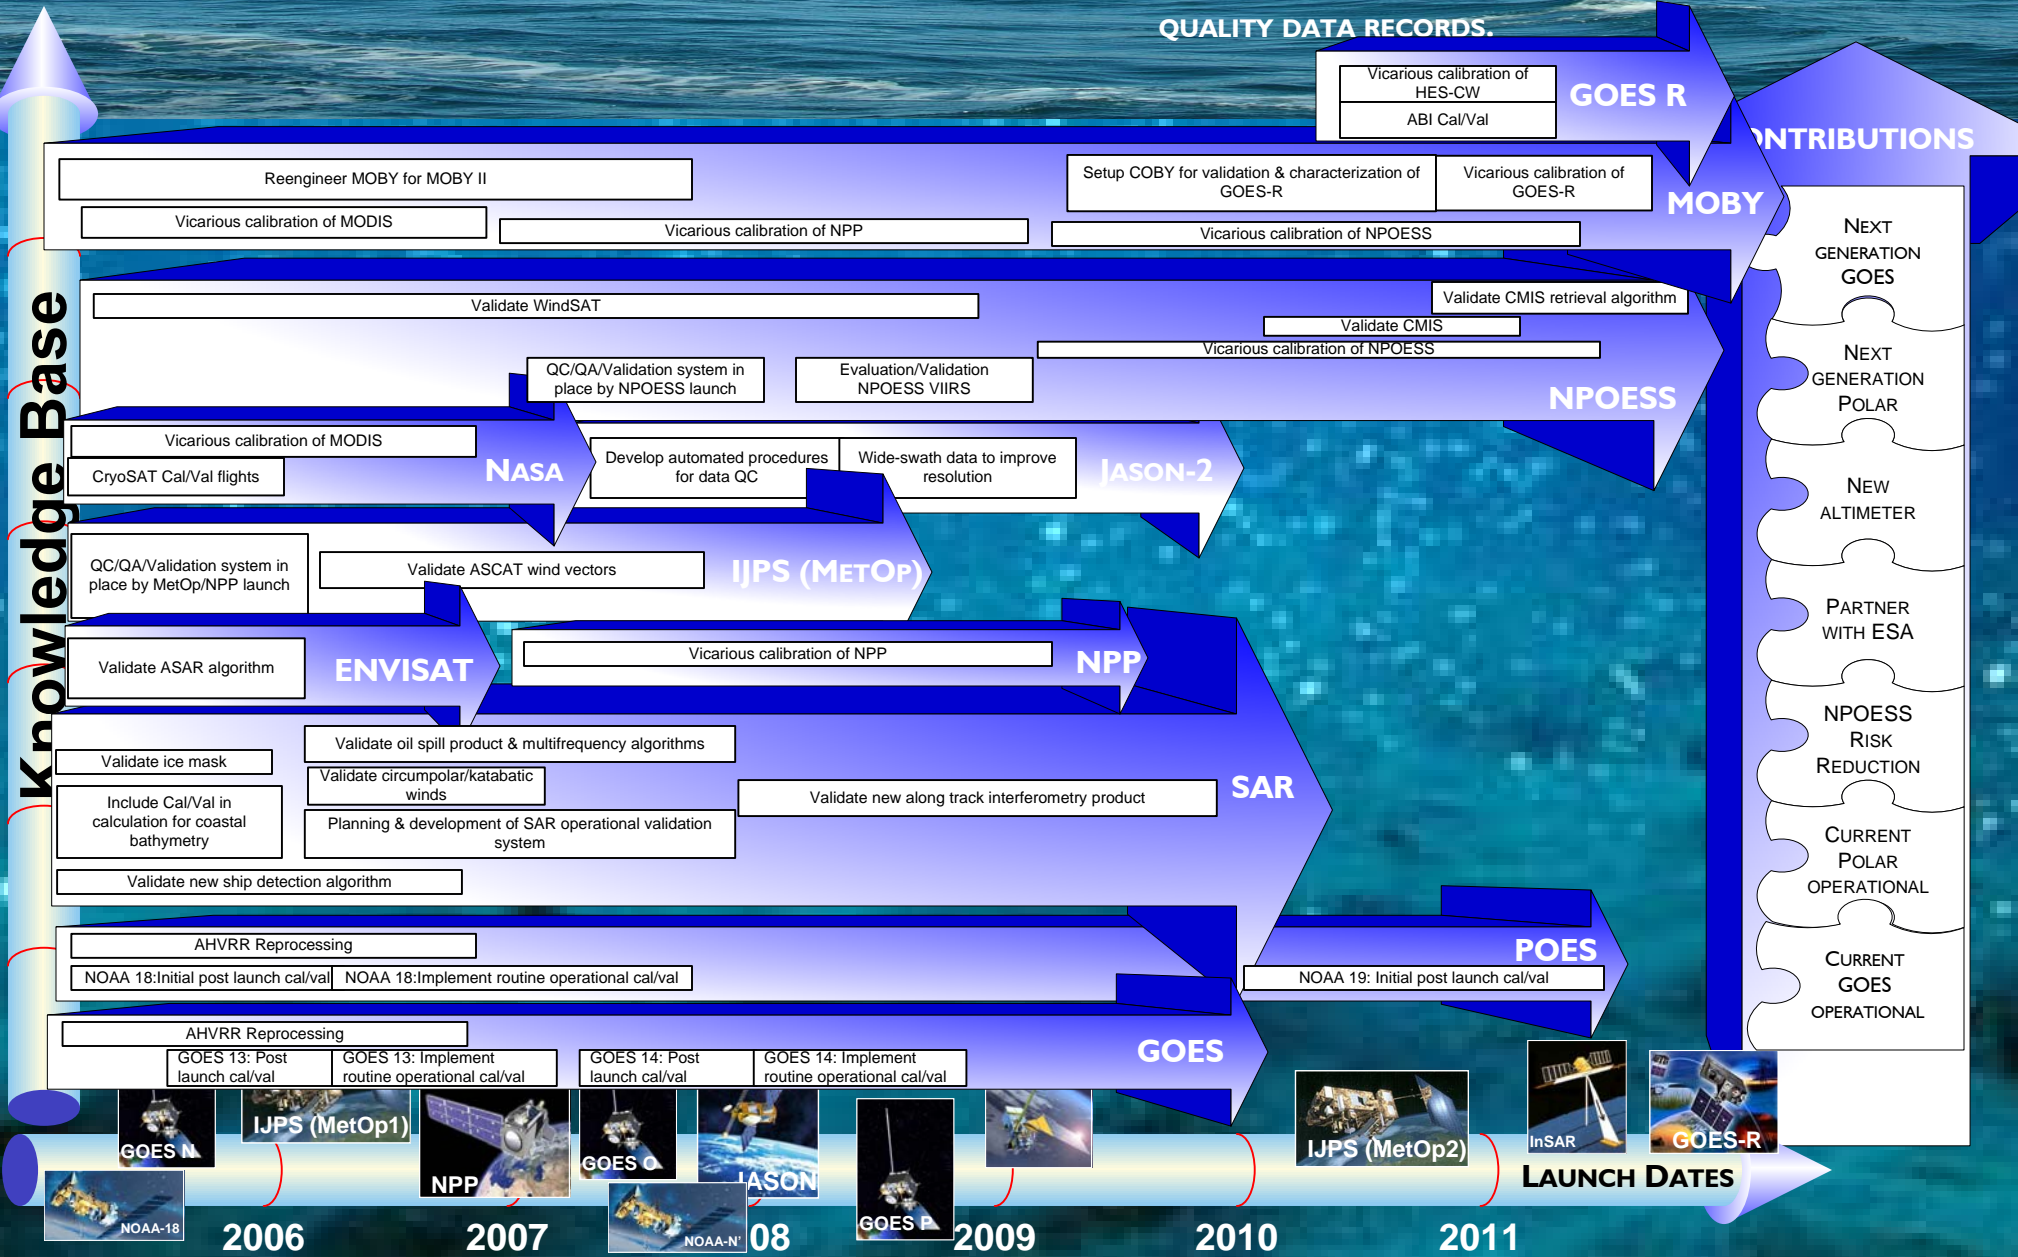 QUALITY DATA RECORDS.
Vicarious calibration of
HES-CW
ABI Cal/Val
GOES R
ONTRIBUTIONS
Reengineer MOBY for MOBY II
Setup COBY for validation & characterization of
GOES-R
Vicarious calibration of
GOES-R
MOBY
Vicarious calibration of MODIS
Vicarious calibration of NPP
Vicarious calibration of NPOESS
Knowledge Base
Validate WindSAT
Validate CMIS retrieval algorithm
Validate CMIS
Vicarious calibration of NPOESS
QC/QA/Validation system in
place by NPOESS launch
Evaluation/Validation
NPOESS VIIRS
NPOESS
Vicarious calibration of MODIS
CryoSAT Cal/Val flights
NASA
Develop automated procedures
for data QC
Wide-swath data to improve
resolution
JASON-2
QC/QA/Validation system in
place by MetOp/NPP launch
Validate ASCAT wind vectors
IJPS (METOP)
Validate ASAR algorithm
ENVISAT
Vicarious calibration of NPP
NPP
Validate oil spill product & multifrequency algorithms
Validate ice mask
Validate circumpolar/katabatic
winds
Include Cal/Val in
calculation for coastal
bathymetry
Planning & development of SAR operational validation
system
Validate new along track interferometry product
SAR
Validate new ship detection algorithm
AHVRR Reprocessing
POES
NOAA 18:Initial post launch cal/val
NOAA 18:Implement routine operational cal/val
NOAA 19: Initial post launch cal/val
AHVRR Reprocessing
GOES 13: Post
launch cal/val
GOES 13: Implement
routine operational cal/val
GOES 14: Post
launch cal/val
GOES 14: Implement
routine operational cal/val
GOES
NEXT
GENERATION
GOES
NEXT
GENERATION
POLAR
NEW
ALTIMETER
PARTNER
WITH ESA
NPOESS
RISK
REDUCTION
CURRENT
POLAR
OPERATIONAL
CURRENT
GOES
OPERATIONAL
GOES N
IJPS (MetOp1)
NPP
GOES O
JASON
GOES P
IJPS (MetOp2)
InSAR
GOES-R
LAUNCH DATES
NOAA-18
NOAA-N'
2006
2007
08
2009
2010
2011